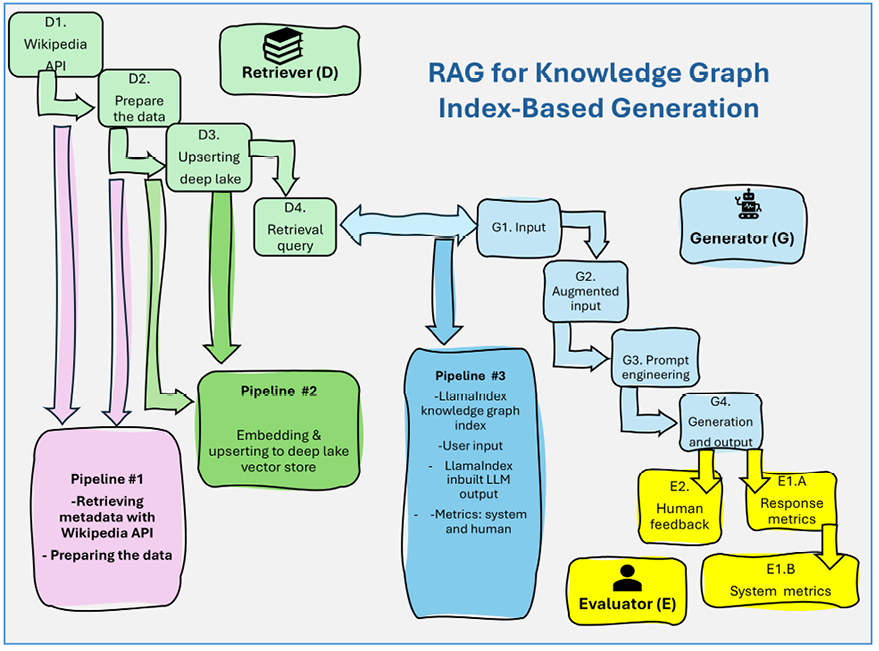 D1.
Wikipedia
API
D2.
Prepare
the data
D3.
Upserting
deep lake
D4.
Retrieval
query
Retriever (D)
RAG for Knowledge Graph
Index-Based Generation
G1. Input
Generator (G)
G2.
Augmented
input
G3. Prompt
engineering
G4.
Generation
and output
Pipeline #1
-Retrieving
metadata with
Wikipedia API
- Preparing the data
Pipeline #2
Embedding &
upserting to deep lake
vector store
Pipeline #3
-LlamaIndex
knowledge graph
index
-User input
- LlamaIndex
inbuilt LLM
output
- -Metrics: system
and human
E2.
Human
feedback
E1.A
Response
metrics
E1.B
System metrics
Evaluator (E)